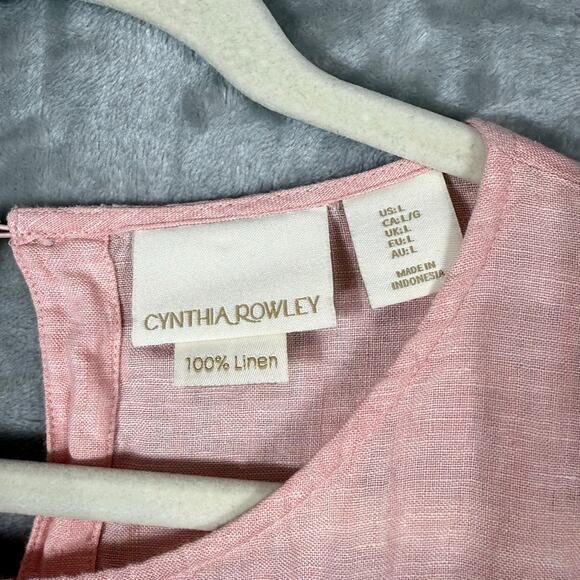 CYNTHIA ROWLEY
100% Linen
US: L
CA: L/G
UK: L
EU: L
AU: L
MADE IN
INDONESIA